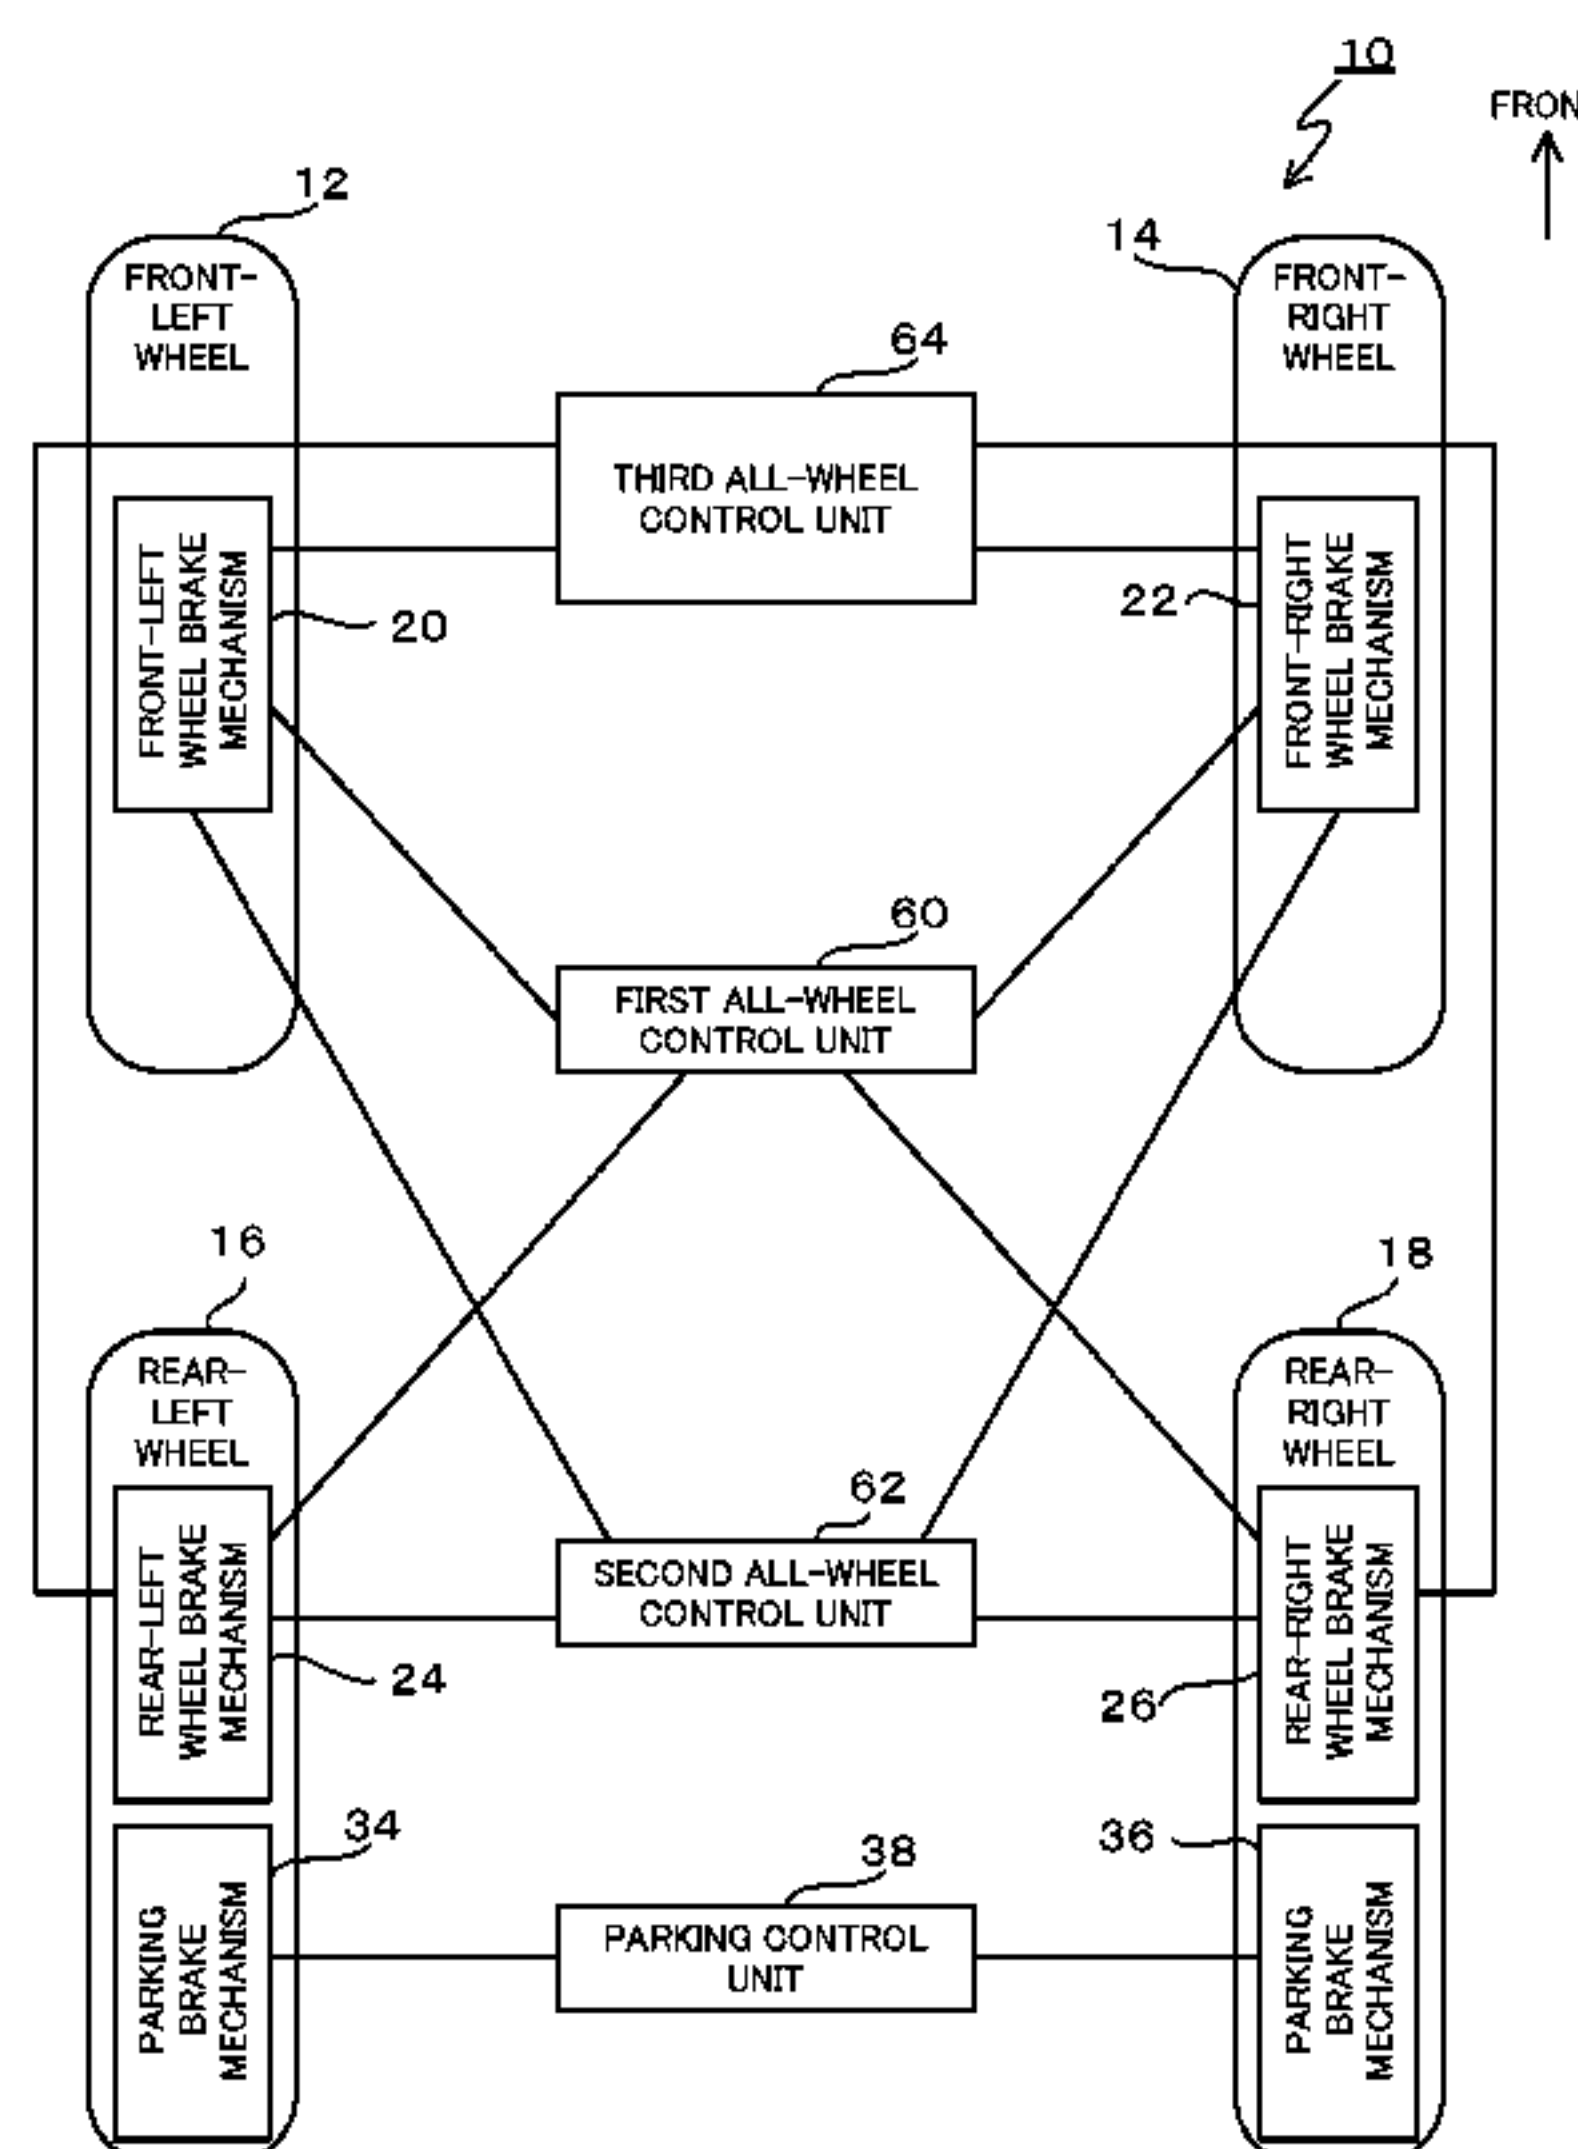 10
FRON
12
14
FRONT-
LEFT
WHEEL
FRONT-
RIGHT
WHEEL
64
THIRD ALL-WHEEL
CONTROL UNIT
FRONT-LEFT
WHEEL BRAKE
MECHANISM
20
22
FRONT-RIGHT
WHEEL BRAKE
MECHANISM
60
FIRST ALL-WHEEL
CONTROL UNIT
16
18
REAR-
LEFT
WHEEL
REAR-
RIGHT
WHEEL
62
SECOND ALL-WHEEL
CONTROL UNIT
REAR-LEFT
WHEEL BRAKE
MECHANISM
24
26
REAR-RIGHT
WHEEL BRAKE
MECHANISM
34
38
36
PARKING
BRAKE
MECHANISM
PARKING CONTROL
UNIT
PARKING
BRAKE
MECHANISM